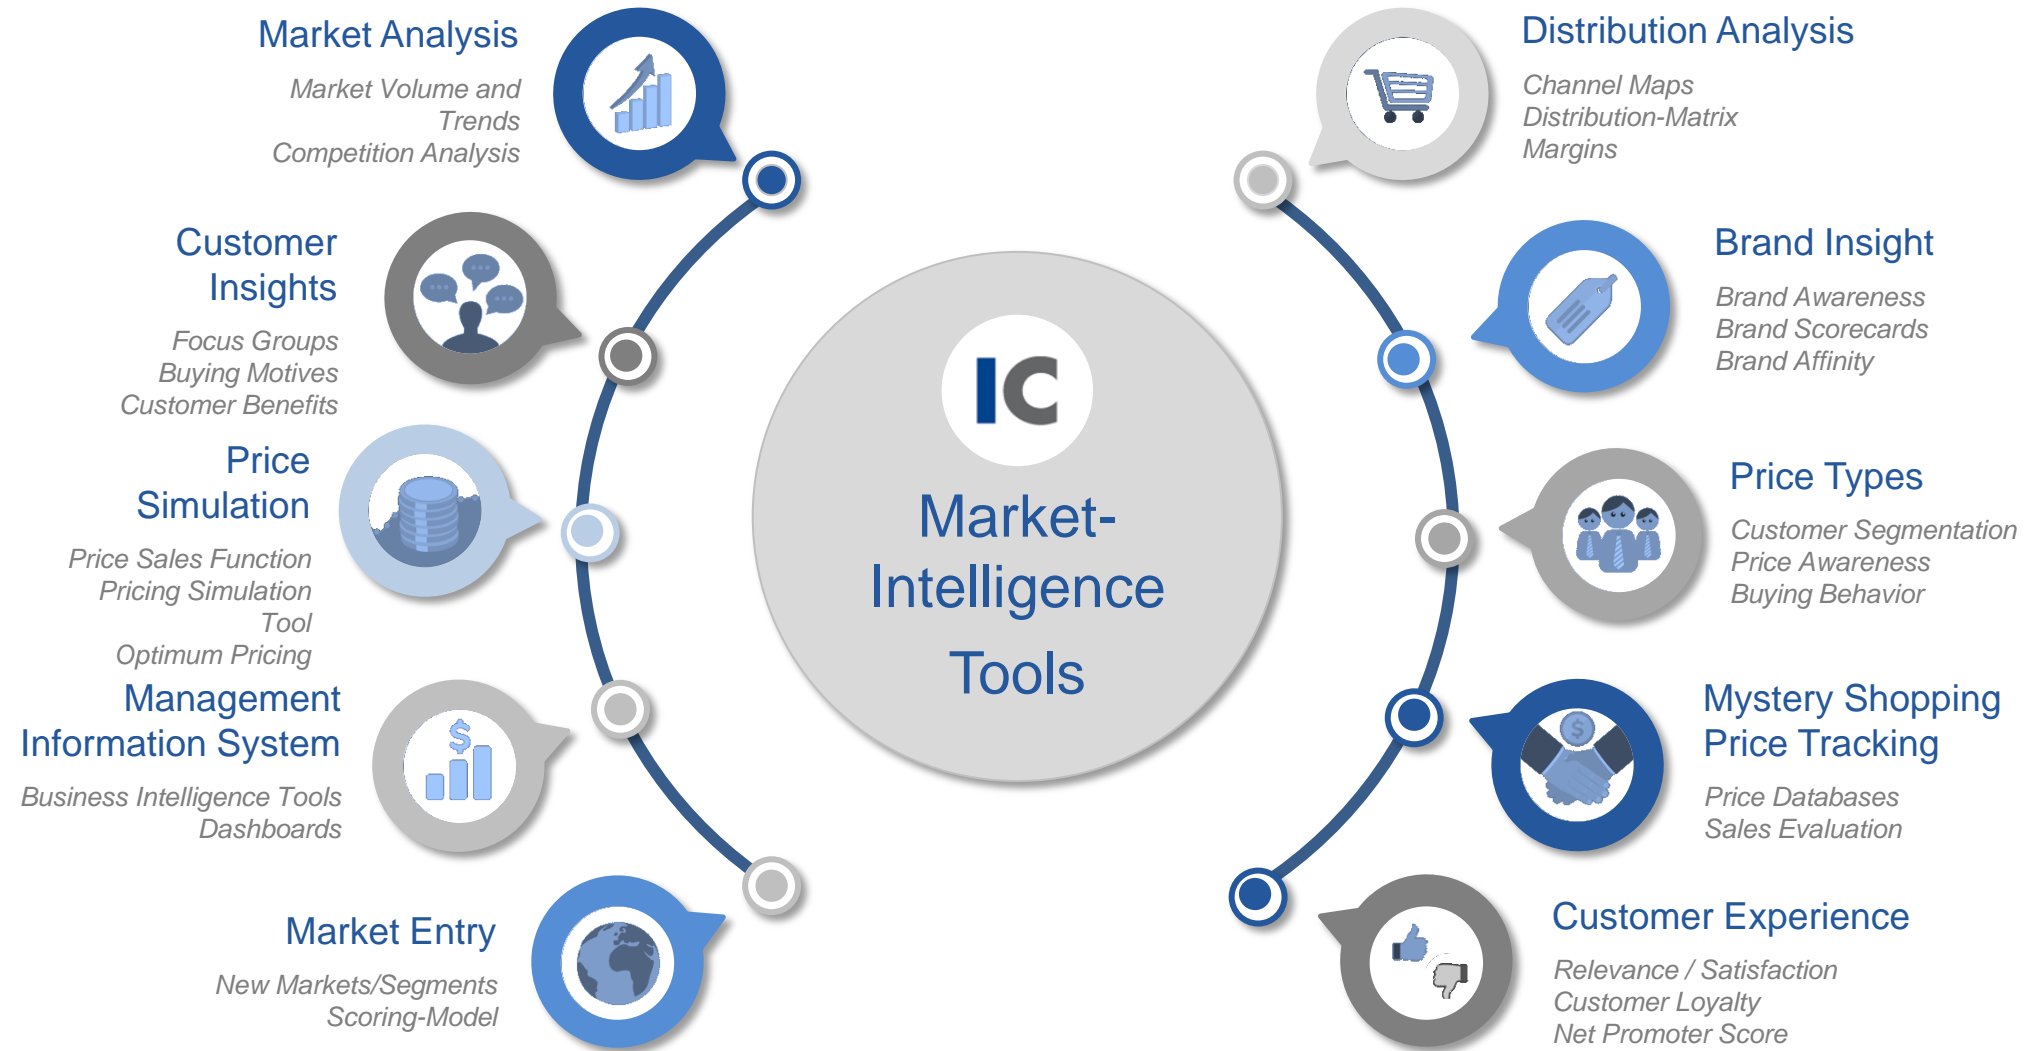 Market Analysis
Market Volume and
Trends
Competition Analysis
Customer
Insights
Focus Groups
Buying Motives
Customer Benefits
Price
Simulation
Price Sales Function
Pricing Simulation
Tool
Optimum Pricing
Management
Information System
Business Intelligence Tools
Dashboards
$
Market Entry
New Markets/Segments
Scoring-Model
IC
Market-
Intelligence
Tools
Distribution Analysis
Channel Maps
Distribution-Matrix
Margins
Brand Insight
Brand Awareness
Brand Scorecards
Brand Affinity
Price Types
Customer Segmentation
Price Awareness
Buying Behavior
Mystery Shopping
Price Tracking
$
Price Databases
Sales Evaluation
Customer Experience
Relevance / Satisfaction
Customer Loyalty
Net Promoter Score